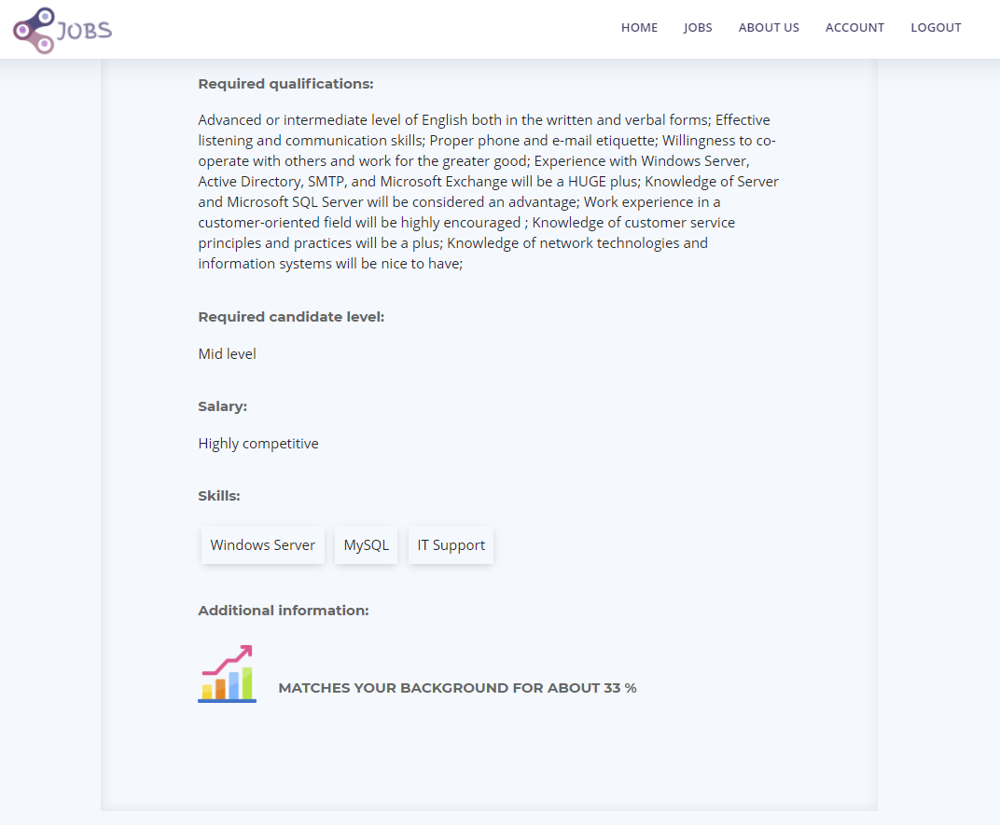 JOBS
HOME JOBS ABOUT US ACCOUNT LOGOUT
Required qualifications:
Advanced or intermediate level of English both in the written and verbal forms; Effective
listening and communication skills; Proper phone and e-mail etiquette; Willingness to co-
operate with others and work for the greater good; Experience with Windows Server,
Active Directory, SMTP, and Microsoft Exchange will be a HUGE plus; Knowledge of Server
and Microsoft SQL Server will be considered an advantage; Work experience in a
customer-oriented field will be highly encouraged ; Knowledge of customer service
principles and practices will be a plus; Knowledge of network technologies and
information systems will be nice to have;
Required candidate level:
Mid level
Salary:
Highly competitive
Skills:
Windows Server MySQL IT Support
Additional information:
MATCHES YOUR BACKGROUND FOR ABOUT 33 %